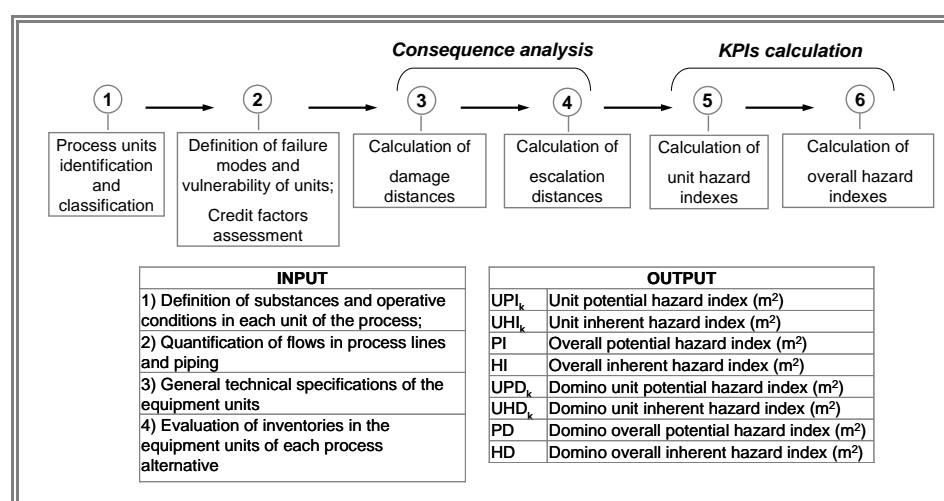 Consequence analysis
KPIs calculation
1
2
3
4
5
6
Process units
identification
and
classification
Definition of failure
modes and
vulnerability of units;
Credit factors
assessment
Calculation of
damage
distances
Calculation of
escalation
distances
Calculation of
unit hazard
indexes
Calculation of
overall hazard
indexes
INPUT
1) Definition of substances and operative
conditions in each unit of the process;
2) Quantification of flows in process lines
and piping
3) General technical specifications of the
equipment units
4) Evaluation of inventories in the
equipment units of each process
alternative
OUTPUT
UPIk Unit potential hazard index (m²)
UHIk Unit inherent hazard index (m²)
PI Overall potential hazard index (m²)
HI Overall inherent hazard index (m²)
UPDk Domino unit potential hazard index (m²)
UHDk Domino unit inherent hazard index (m²)
PD Domino overall potential hazard index (m²)
HD Domino overall inherent hazard index (m²)